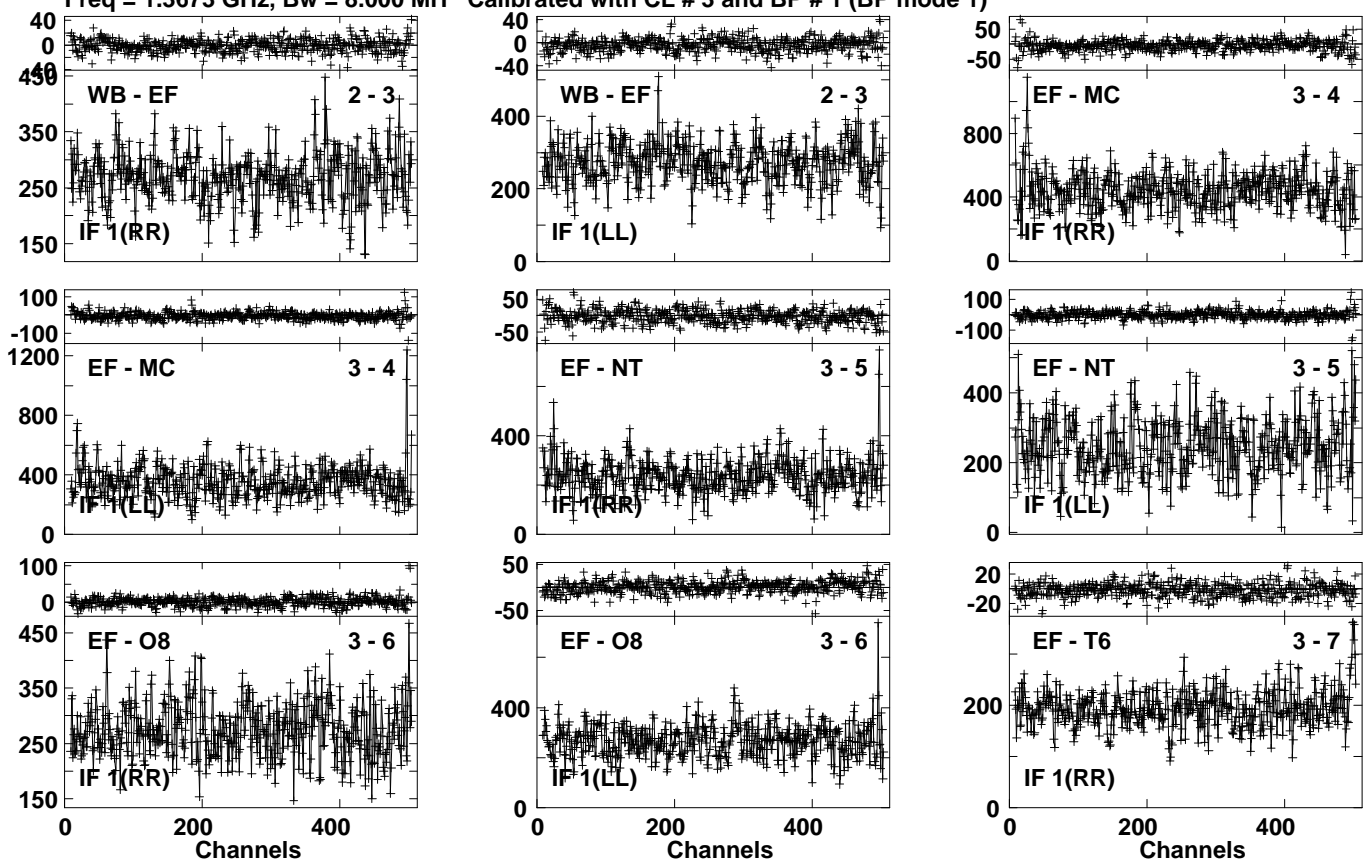 Freq = GHz, Bw = 8.000 MH Calibrated with CL # 3 and BP # 1 (BP mode 1)
40
0
-40
450
350
250
150
WB - EF 2 - 3
IF 1(RR)
40
0
-40
400
200
0
WB - EF 2 - 3
IF 1(LL)
50
-50
800
400
0
EF - MC 3 - 4
IF 1(RR)
100
-100
1200
800
400
0
EF - MC 3 - 4
IF 1(LL)
50
-50
400
200
0
EF - NT 3 - 5
IF 1(RR)
100
-100
400
200
0
EF - NT 3 - 5
IF 1(LL)
100
0
450
350
250
150
EF - O8 3 - 6
IF 1(RR)
0 200 400
Channels
50
-50
400
200
0
EF - O8 3 - 6
IF 1(LL)
0 200 400
Channels
20
-20
200
0
EF - T6 3 - 7
IF 1(RR)
0 200 400
Channels